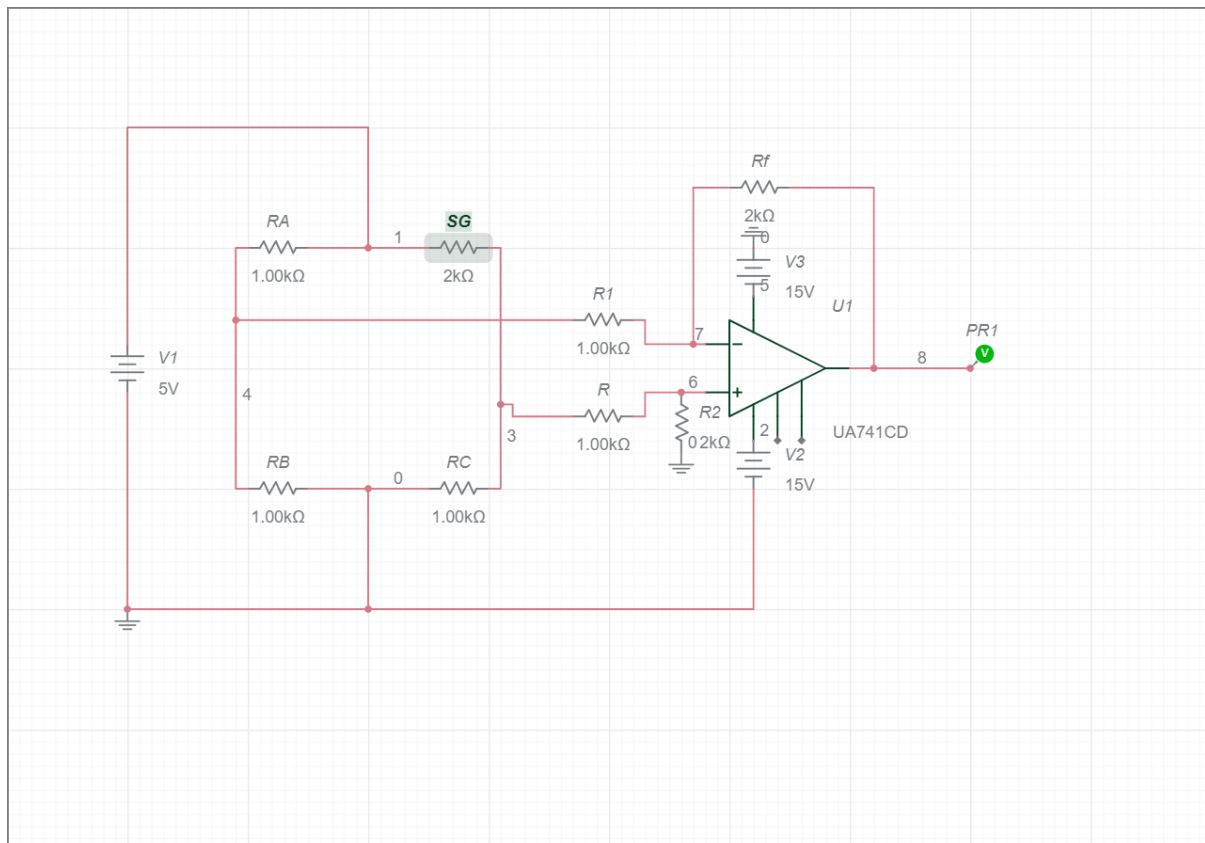 Rf
2kΩ
0
V3
5
15V
U1
RA
1
SG
1.00kΩ
2kΩ
R1
7
1.00kΩ
PR1
V
8
V1
5V
4
R
6
1.00kΩ
R2
0
2kΩ
3
2
UA741CD
V2
15V
RB
0
RC
1.00kΩ
1.00kΩ